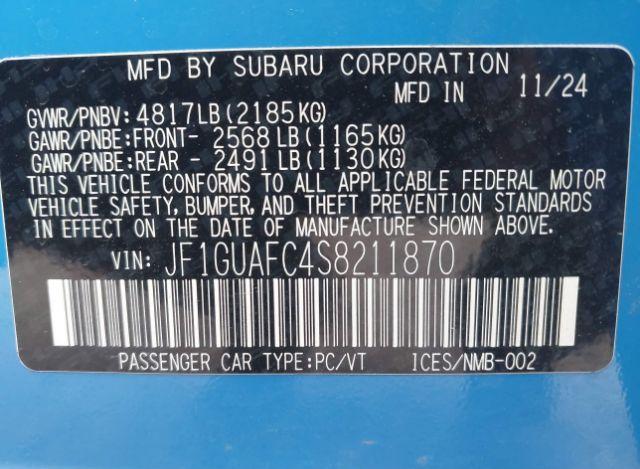 MFD BY SUBARU CORPORATION
MFD IN 11/24
GVWR/PNBV: 4817LB (2185KG)
GAWR/PNBE:FRONT- 2568 LB (1165KG)
GAWR/PNBE:REAR - 2491 LB (1130KG)
THIS VEHICLE CONFORMS TO ALL APPLICABLE FEDERAL MOTOR
VEHICLE SAFETY, BUMPER, AND THEFT PREVENTION STANDARDS
IN EFFECT ON THE DATE OF MANUFACTURE SHOWN ABOVE.
VIN: JF1GUAFC4S8211870
PASSENGER CAR TYPE:PC/VT ICES/NMB-002